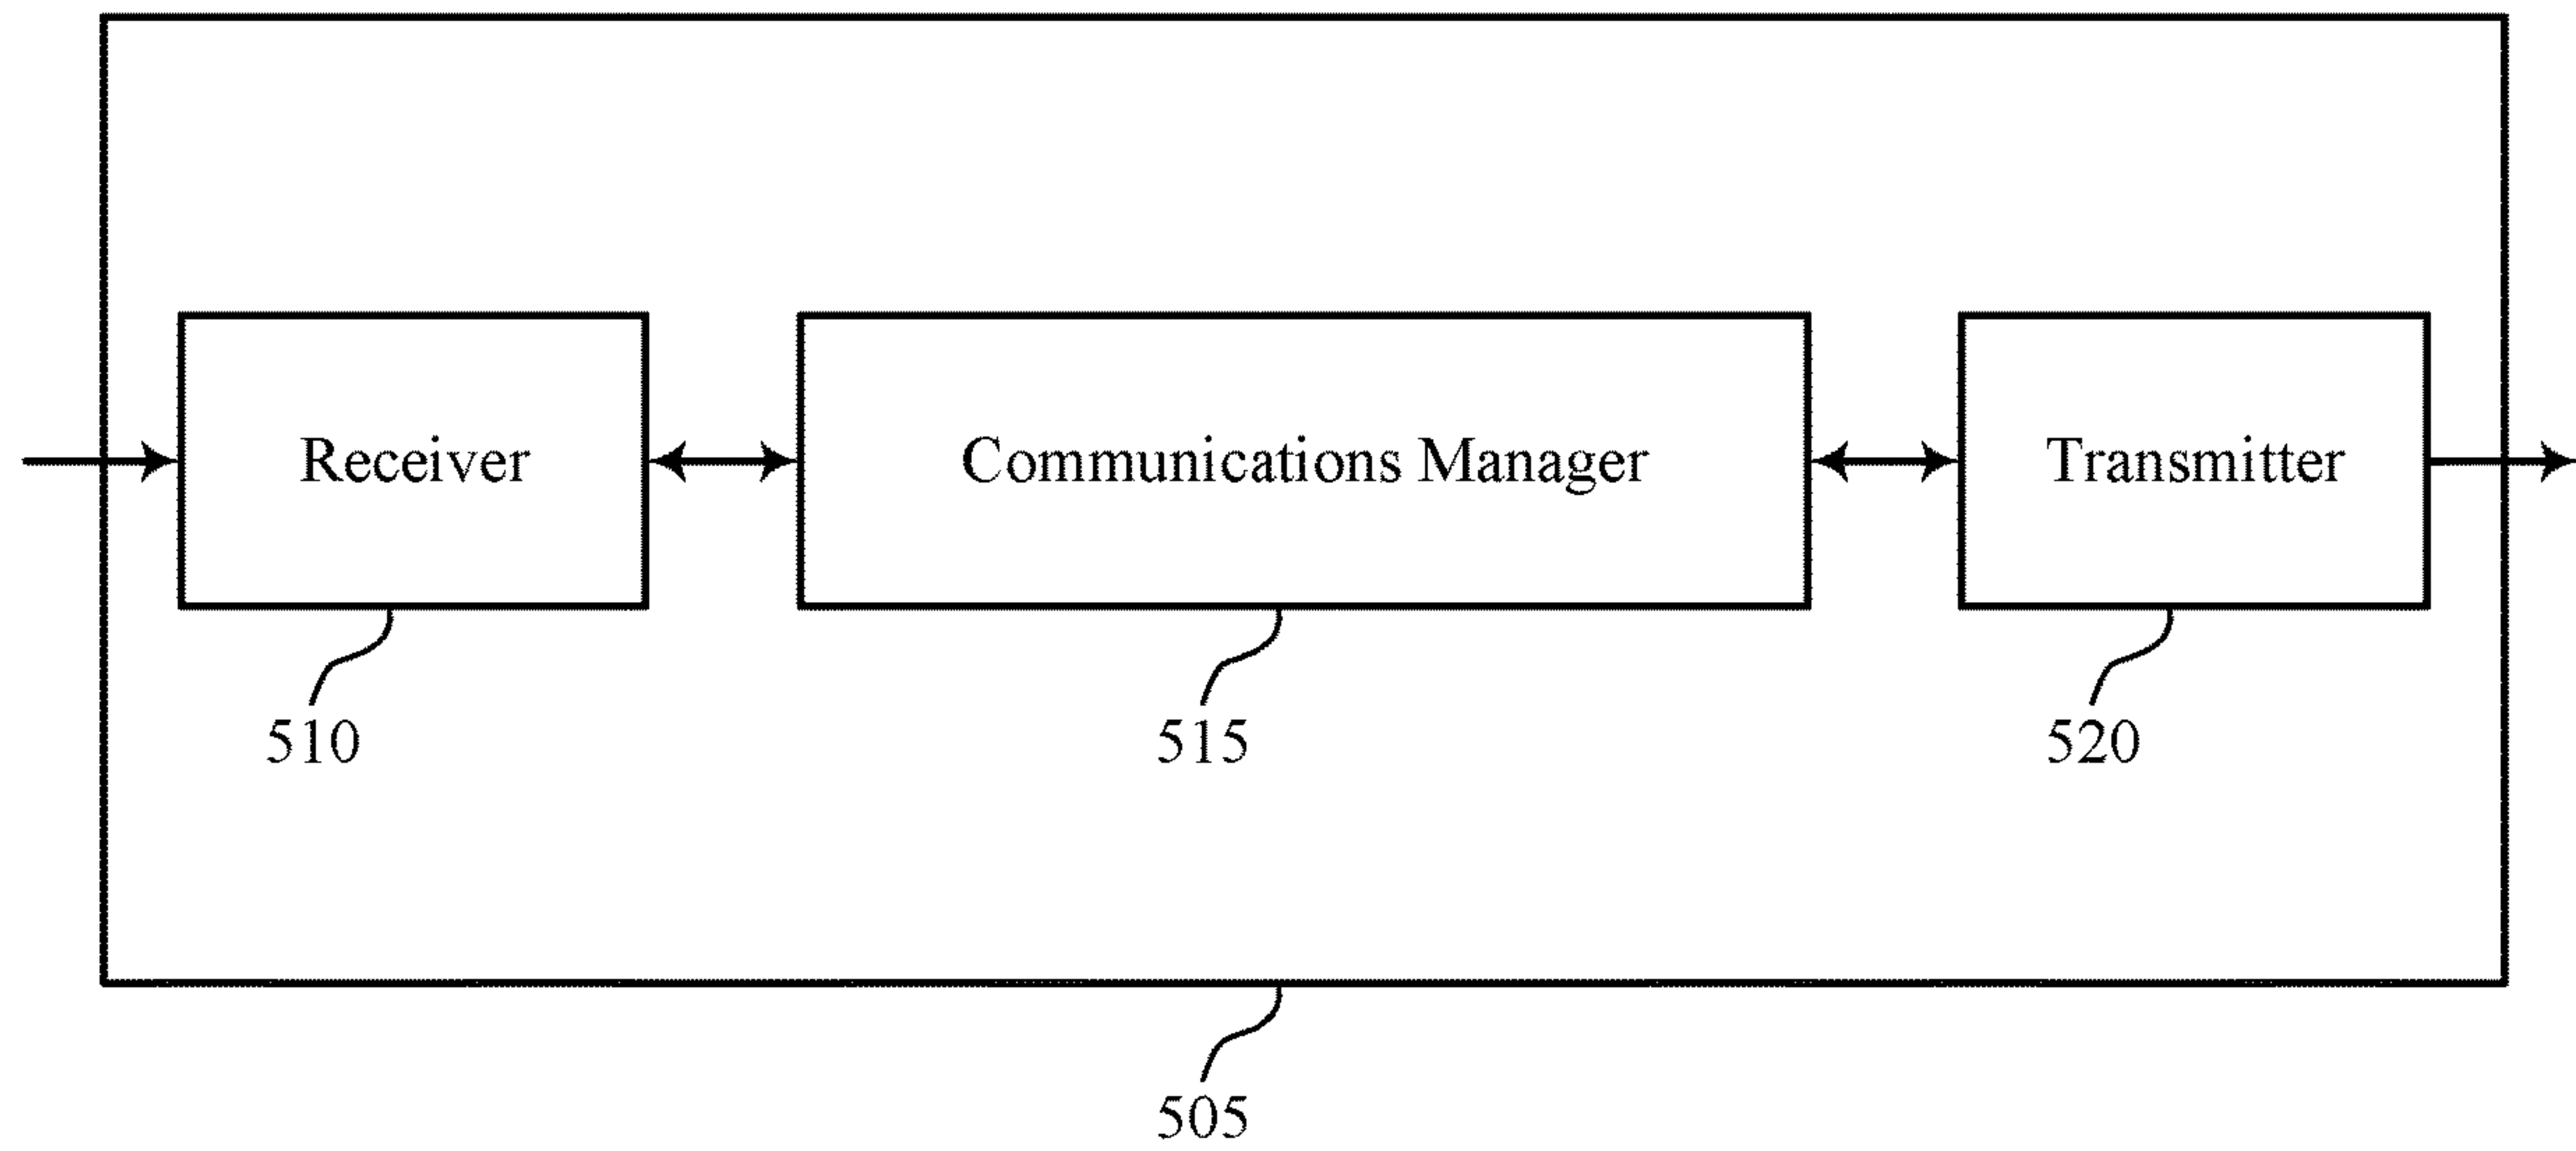 Receiver
Communications Manager
Transmitter
510
515
520
505